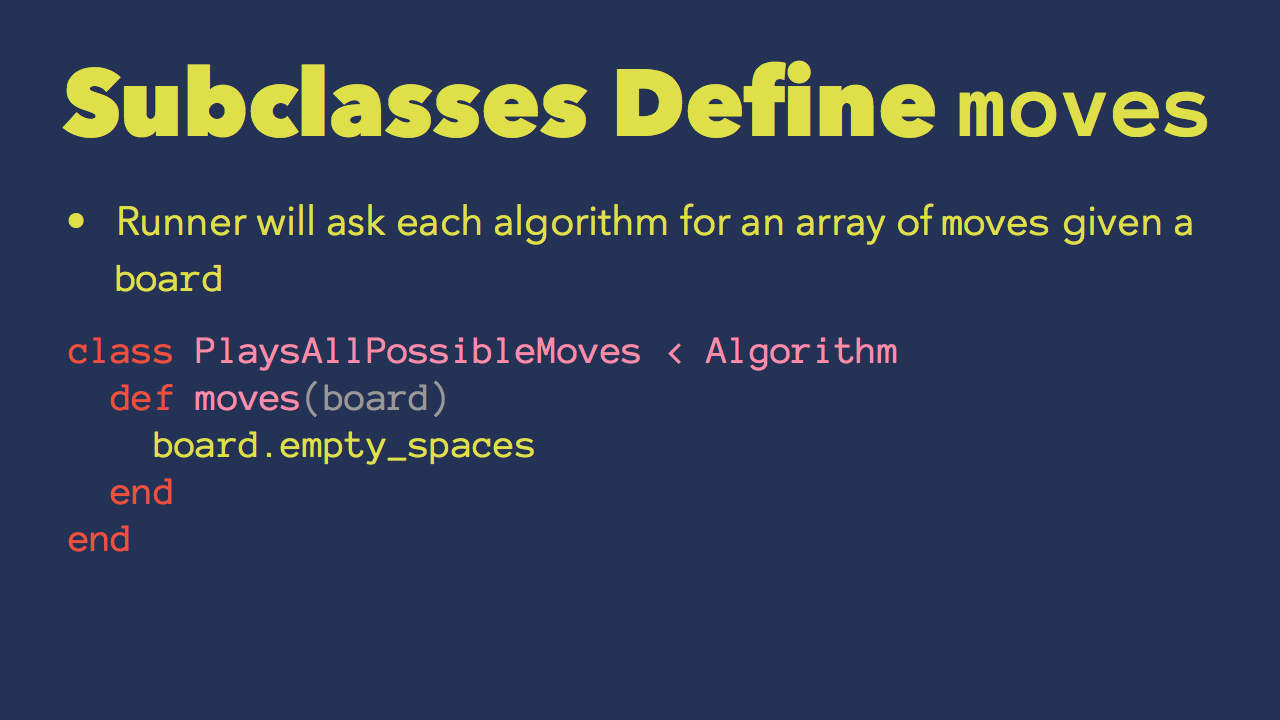 Subclasses Define moves
• Runner will ask each algorithm for an array of moves given a
board
class PlaysAllPossibleMoves < Algorithm
  def moves(board)
    board.empty_spaces
  end
end